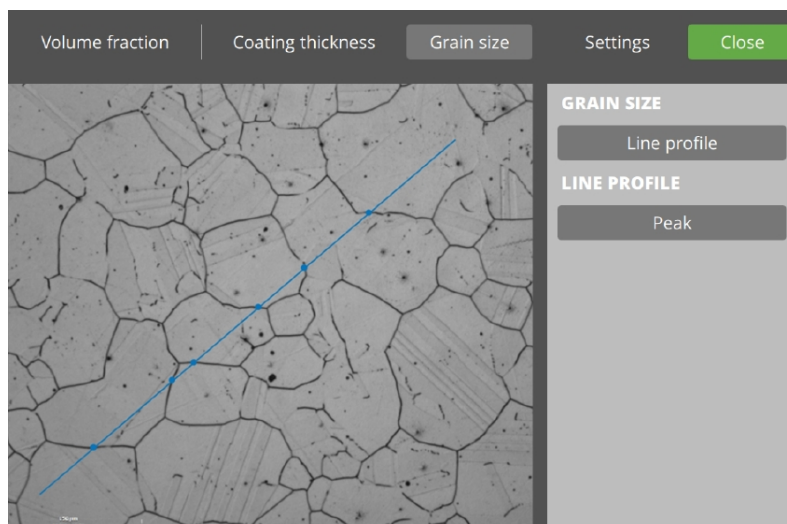 Volume fraction
Coating thickness
Grain size
Settings
Close
GRAIN SIZE
Line profile
LINE PROFILE
Peak